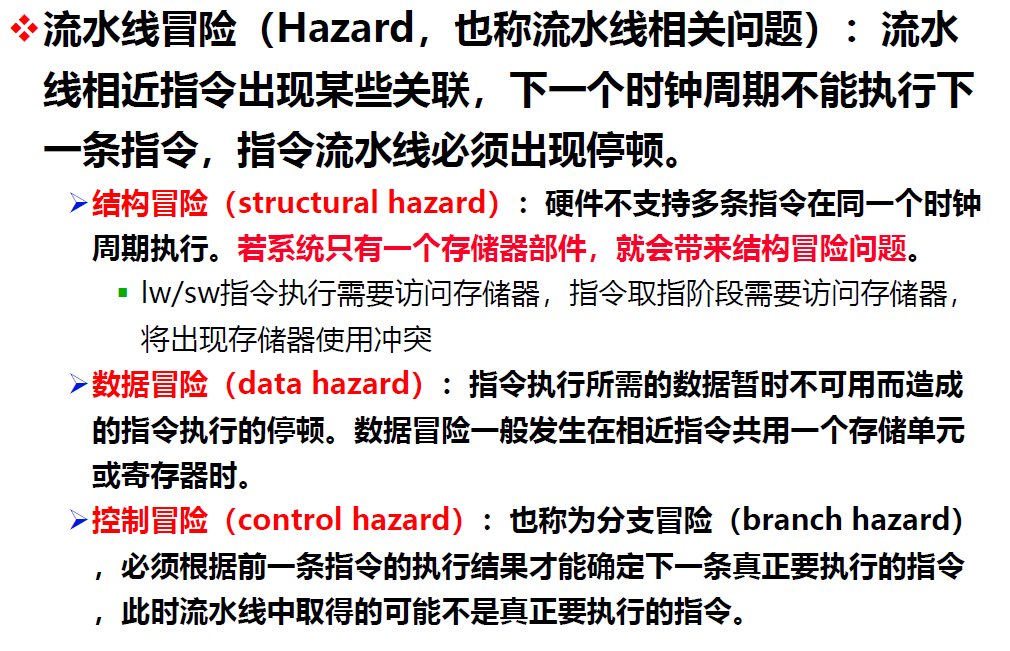 流水线冒险（Hazard，也称流水线相关问题）：流水
线相近指令出现某些关联，下一个时钟周期不能执行下
一条指令，指令流水线必须出现停顿。
结构冒险（structural hazard）：硬件不支持多条指令在同一个时钟
周期执行。若系统只有一个存储器部件，就会带来结构冒险问题。
lw/sw指令执行需要访问存储器，指令取指阶段需要访问存储器，
将出现存储器使用冲突
数据冒险（data hazard）：指令执行所需的数据暂时不可用而造成
的指令执行的停顿。数据冒险一般发生在相近指令共用一个存储单元
或寄存器时。
控制冒险（control hazard）：也称为分支冒险（branch hazard）
，必须根据前一条指令的执行结果才能确定下一条真正要执行的指令
，此时流水线中取得的可能不是真正要执行的指令。